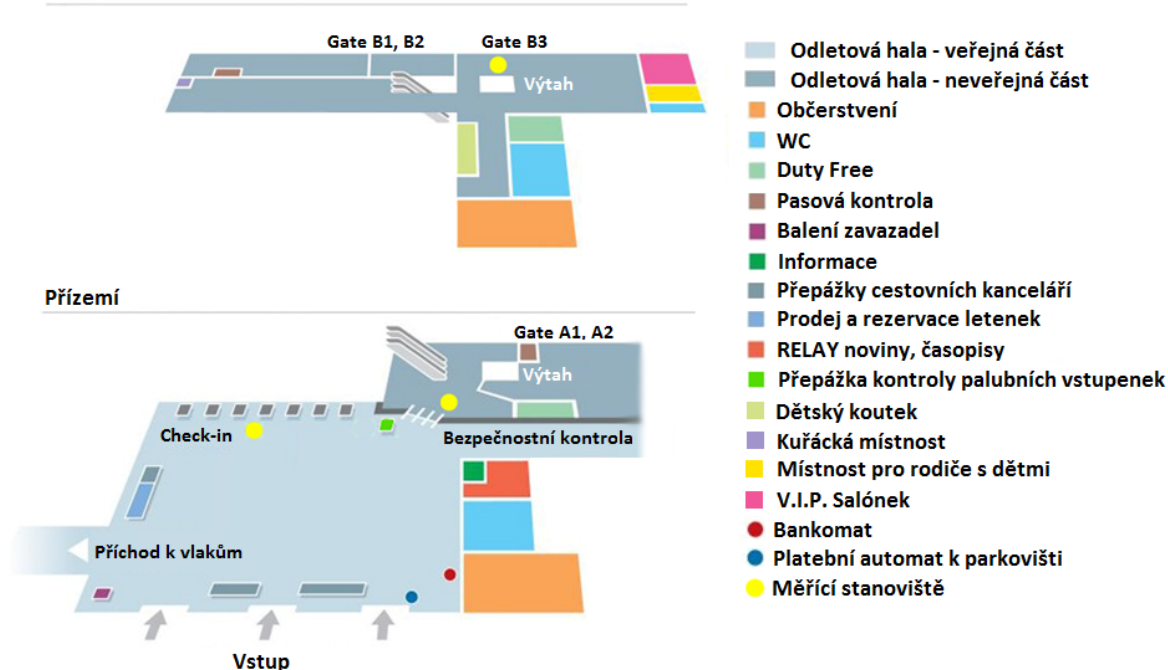 Gate B1, B2
Gate B3
Výtah
Přízemí
Gate A1, A2
Výtah
Check-in
Bezpečnostní kontrola
Příchod k vlakům
Vstup
Odletová hala - veřejná část
Odletová hala - neveřejná část
Občerstvení
WC
Duty Free
Pasová kontrola
Balení zavazadel
Informace
Přepážky cestovních kanceláří
Prodej a rezervace letenek
RELAY noviny, časopisy
Přepážka kontroly palubních vstupenek
Dětský koutek
Kuřácká místnost
Místnost pro rodiče s dětmi
V.I.P. Salónek
Bankomat
Platební automat k parkovišti
Měřící stanoviště